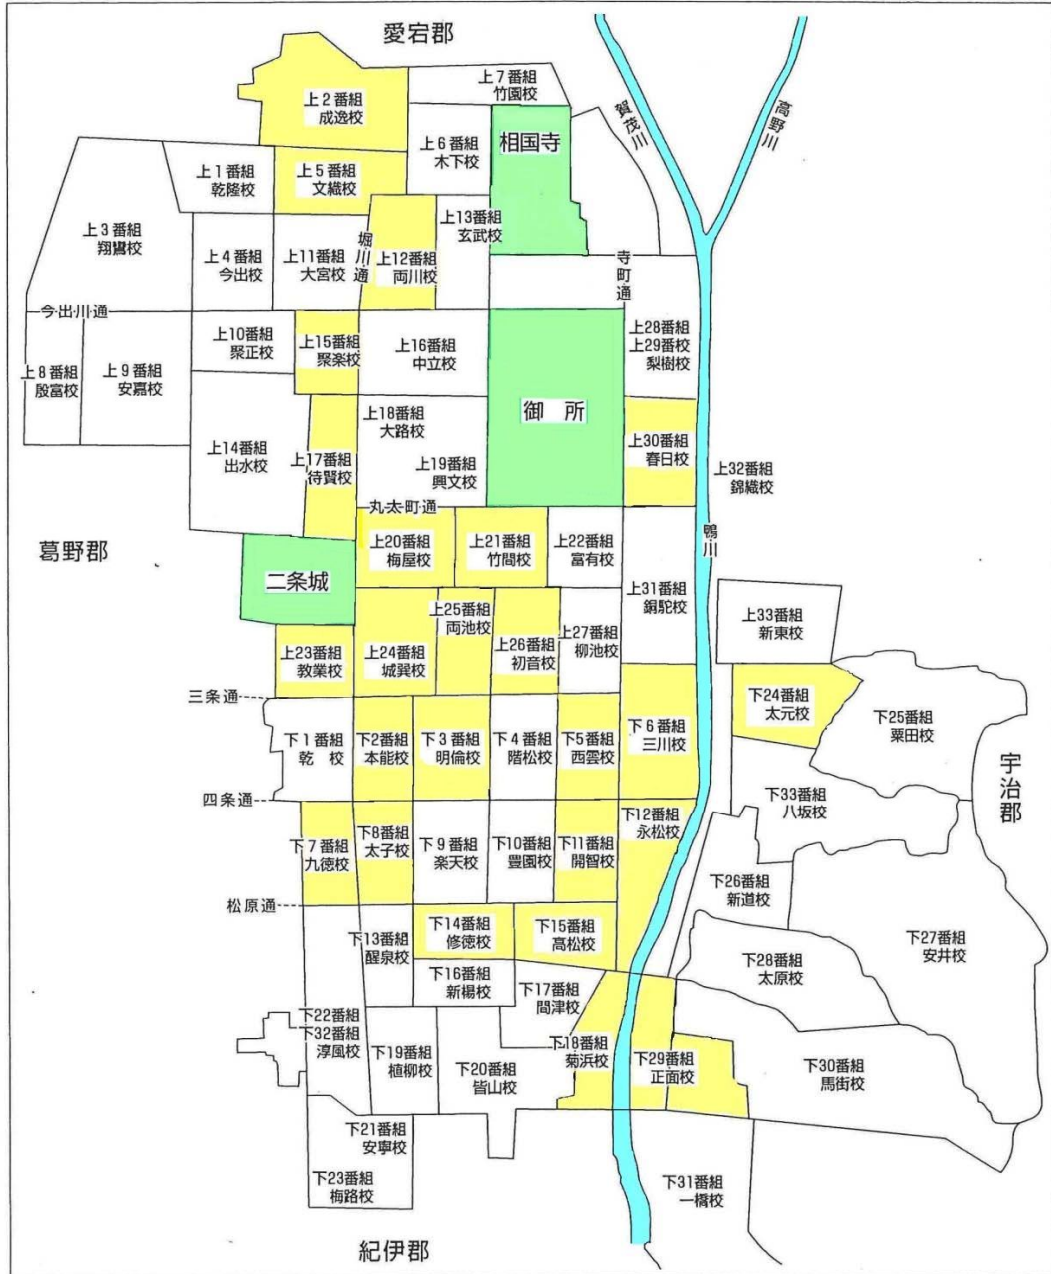 愛宕郡
上7番組
竹園校
上2番組
成逸校
賀茂川
高野川
上6番組
木下校
相国寺
上1番組
乾隆校
上5番組
文織校
上3番組
翔鸞校
上4番組
今出校
上11番組
大宮校
堀川通
上12番組
両川校
上13番組
玄武校
寺町通
今出川通
上10番組
聚正校
上15番組
聚楽校
上16番組
中立校
上28番組
上29番校
梨樹校
上8番組
殷富校
上9番組
安嘉校
御所
上14番組
出水校
上17番組
待賢校
上18番組
大路校
上19番組
興文校
上30番組
春日校
上32番組
錦織校
丸太町通
鴨川
葛野郡
上20番組
梅屋校
上21番組
竹間校
上22番組
富有校
二条城
上31番組
銅駝校
上33番組
新東校
上23番組
教業校
上24番組
城巽校
上25番組
両池校
上26番組
初音校
上27番組
柳池校
三条通
下24番組
太元校
下25番組
粟田校
下1番組
乾校
下2番組
本能校
下3番組
明倫校
下4番組
階松校
下5番組
西雲校
下6番組
三川校
宇治郡
四条通
下33番組
八坂校
下7番組
九徳校
下8番組
太子校
下9番組
楽天校
下10番組
豊園校
下11番組
開智校
下12番組
永松校
下26番組
新道校
松原通
下13番組
醒泉校
下14番組
修徳校
下15番組
高松校
下27番組
安井校
下28番組
太原校
下16番組
新楊校
下17番組
間津校
下22番組
下32番組
淳風校
下19番組
植柳校
下20番組
皆山校
下18番組
菊浜校
下29番組
正面校
下30番組
馬街校
下21番組
安寧校
下23番組
梅路校
下31番組
一橋校
紀伊郡